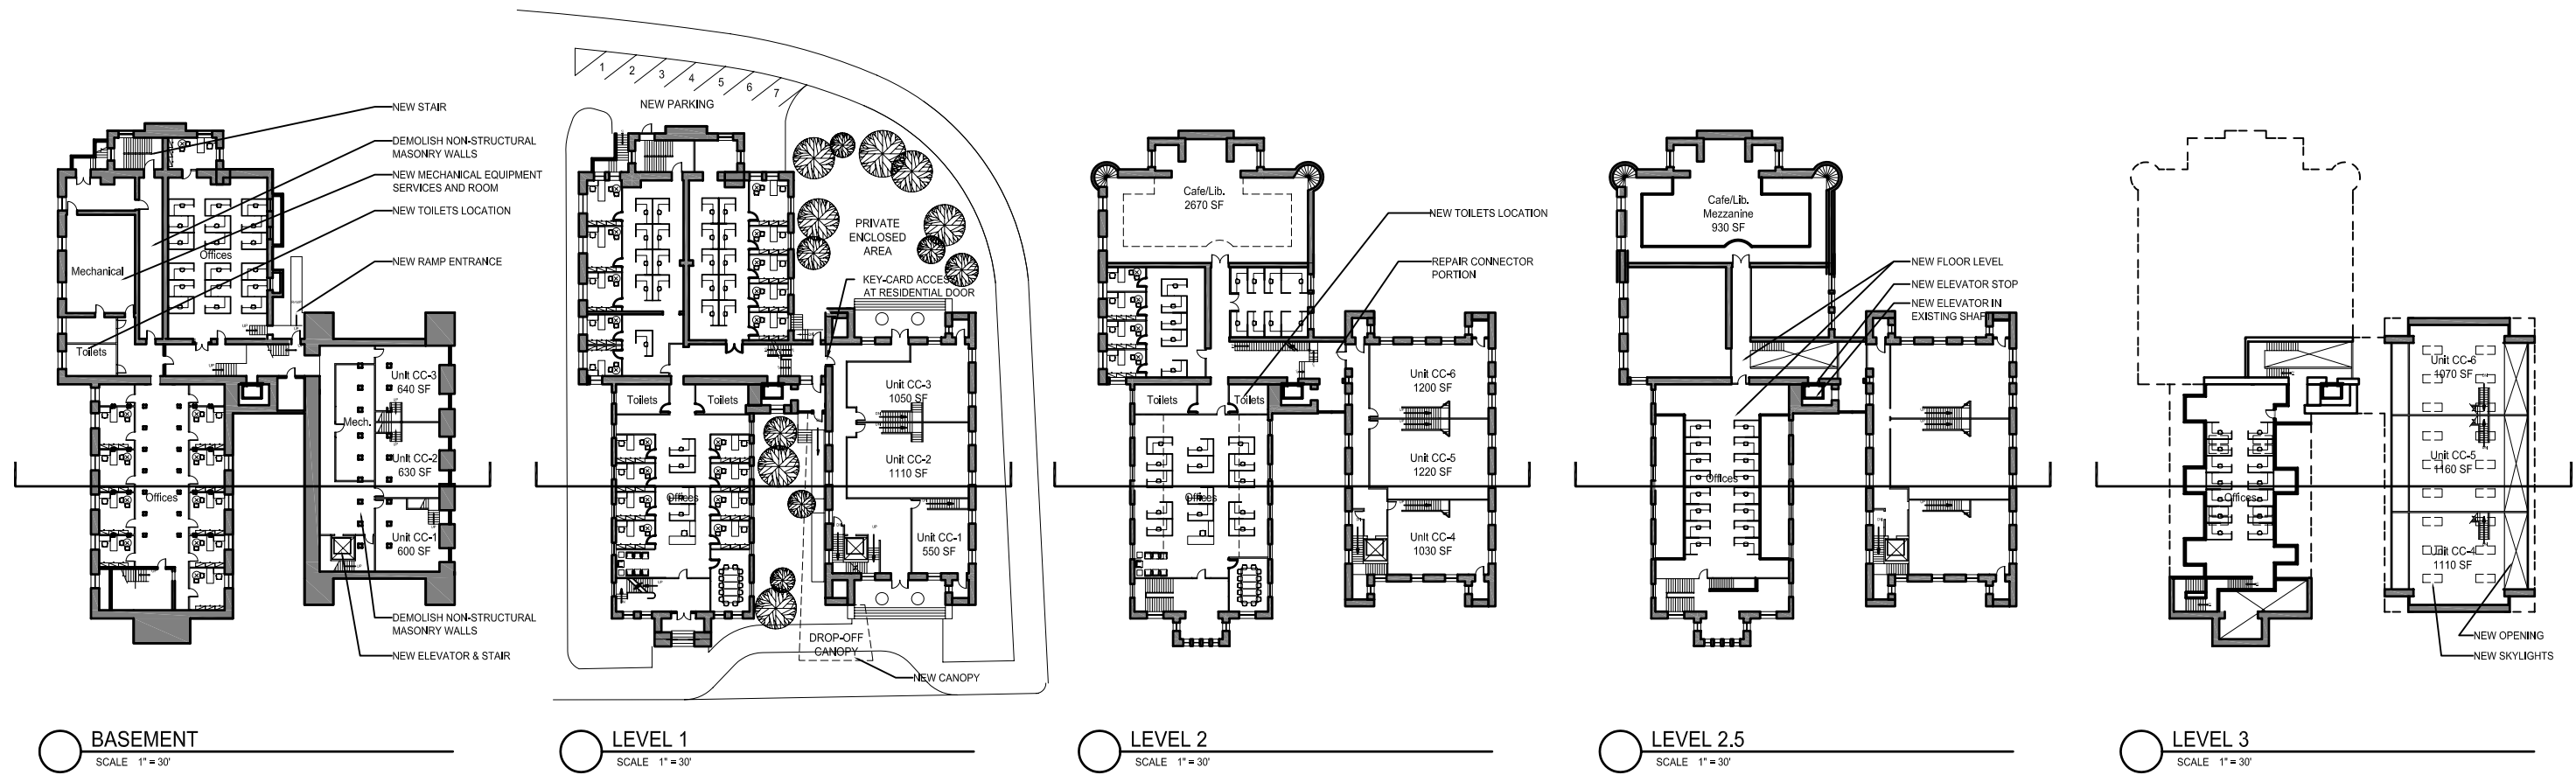 NEW STAIR
DEMOLISH NON-STRUCTURAL
MASONRY WALLS
NEW MECHANICAL EQUIPMENT
SERVICES AND ROOM
NEW TOILETS LOCATION
NEW RAMP ENTRANCE
Mechanical
Offices
Toilets
Unit CC-3
640 SF
Mech.
Unit CC-2
630 SF
Offices
Unit CC-1
600 SF
DEMOLISH NON-STRUCTURAL
MASONRY WALLS
NEW ELEVATOR & STAIR
BASEMENT
SCALE 1" = 30'
1
2
3
4
5
6
7
NEW PARKING
PRIVATE
ENCLOSED
AREA
KEY-CARD ACCESS
AT RESIDENTIAL DOOR
Toilets
Toilets
Unit CC-3
1050 SF
Unit CC-2
1110 SF
Offices
Unit CC-1
550 SF
DROP-OFF
CANOPY
NEW CANOPY
LEVEL 1
SCALE 1" = 30'
Cafe/Lib.
2670 SF
NEW TOILETS LOCATION
REPAIR CONNECTOR
PORTION
Toilets
Toilets
Unit CC-6
1200 SF
Unit CC-5
1220 SF
Offices
Unit CC-4
1030 SF
LEVEL 2
SCALE 1" = 30'
Cafe/Lib.
Mezzanine
930 SF
NEW FLOOR LEVEL
NEW ELEVATOR STOP
NEW ELEVATOR IN
EXISTING SHAFT
Offices
LEVEL 2.5
SCALE 1" = 30'
Unit CC-6
1070 SF
Unit CC-5
1160 SF
Offices
Unit CC-4
1110 SF
NEW OPENING
NEW SKYLIGHTS
LEVEL 3
SCALE 1" = 30'